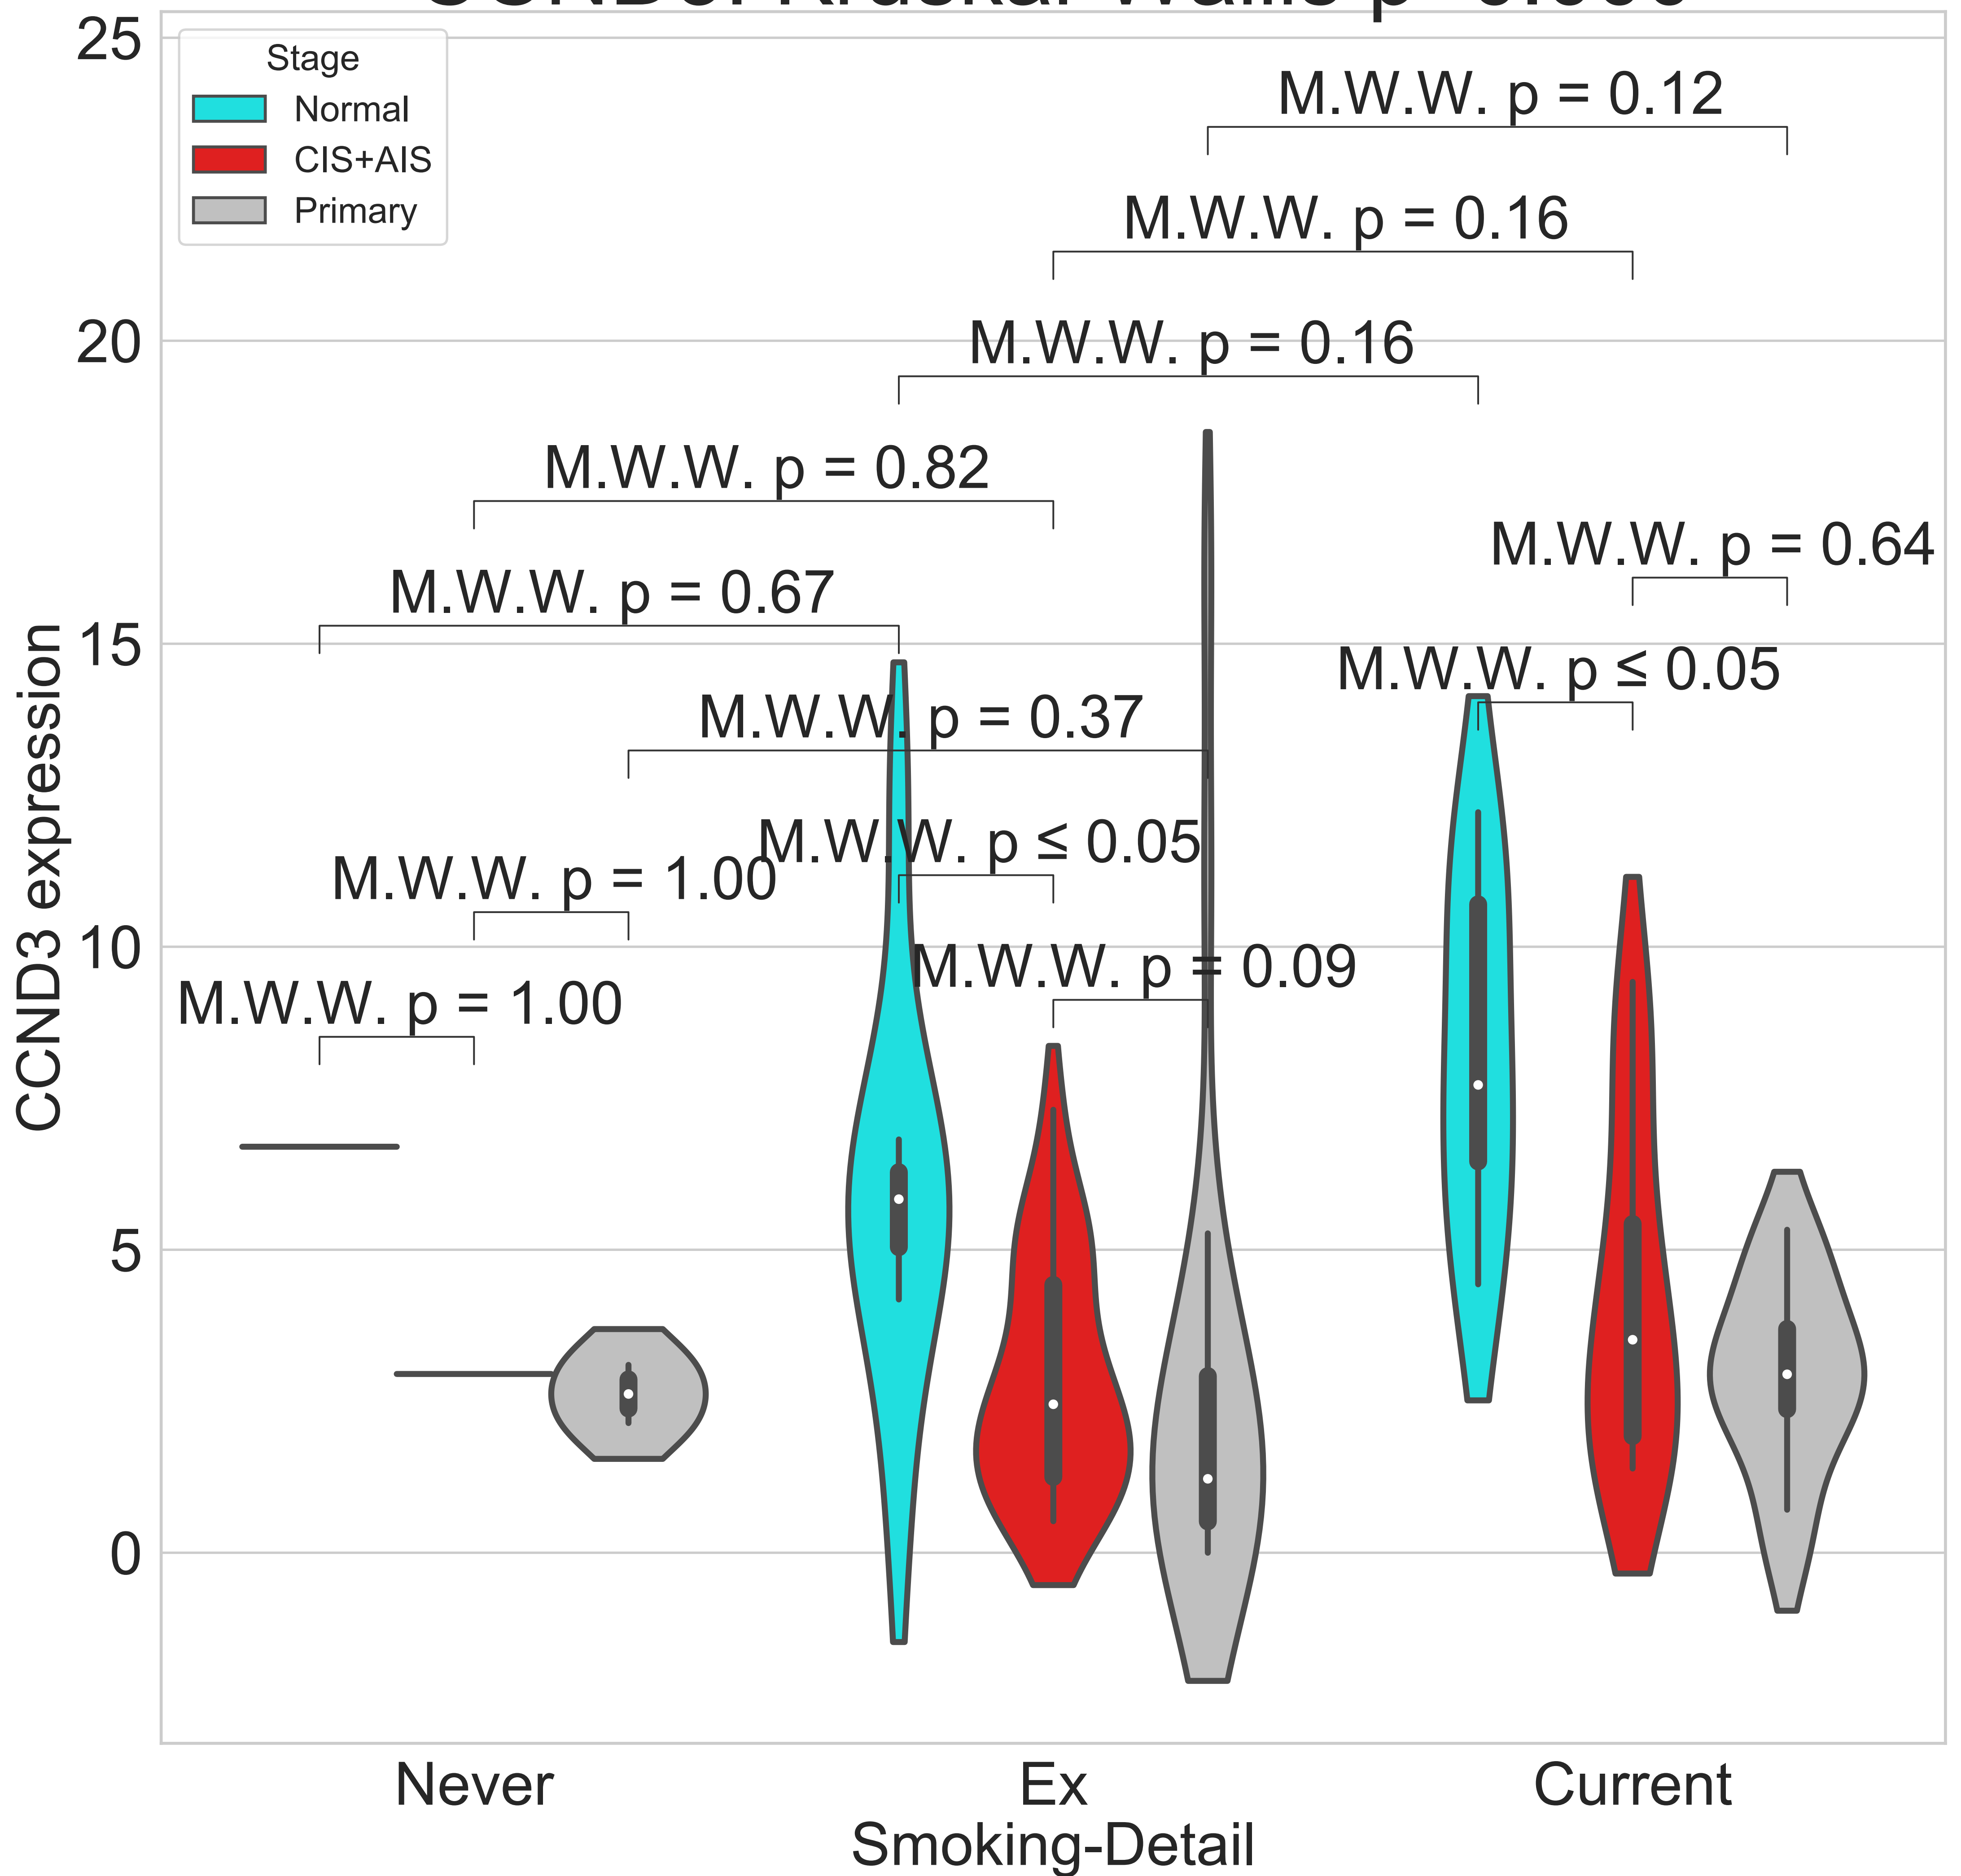 25
Stage
Normal
CIS+AIS
Primary
M.W.W. p = 0.12
M.W.W. p = 0.16
20
M.W.W. p = 0.16
M.W.W. p = 0.82
M.W.W. p = 0.64
M.W.W. p = 0.67
15
M.W.W. p ≤ 0.05
M.W.W. p = 0.37
M.W.W. p ≤ 0.05
M.W.W. p = 1.00
10
M.W.W. p = 0.09
M.W.W. p = 1.00
CCND3 expression
5
0
Never
Ex
Current
Smoking-Detail